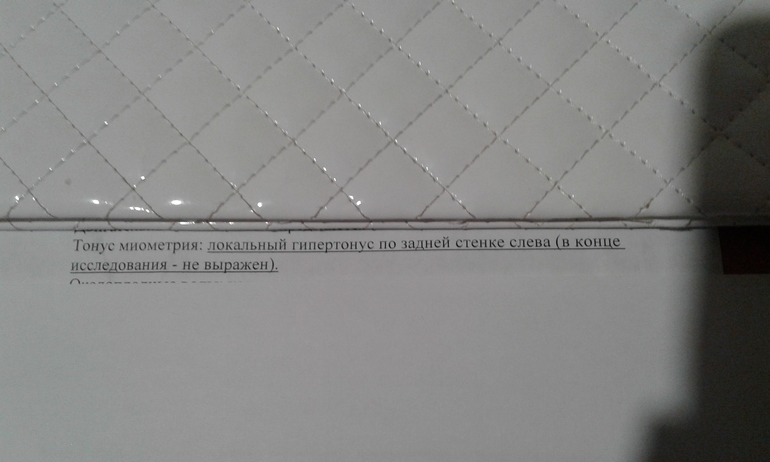 Тонус миометрия: локальный гипертонус по задней стенке слева (в конце
исследования - не выражен).